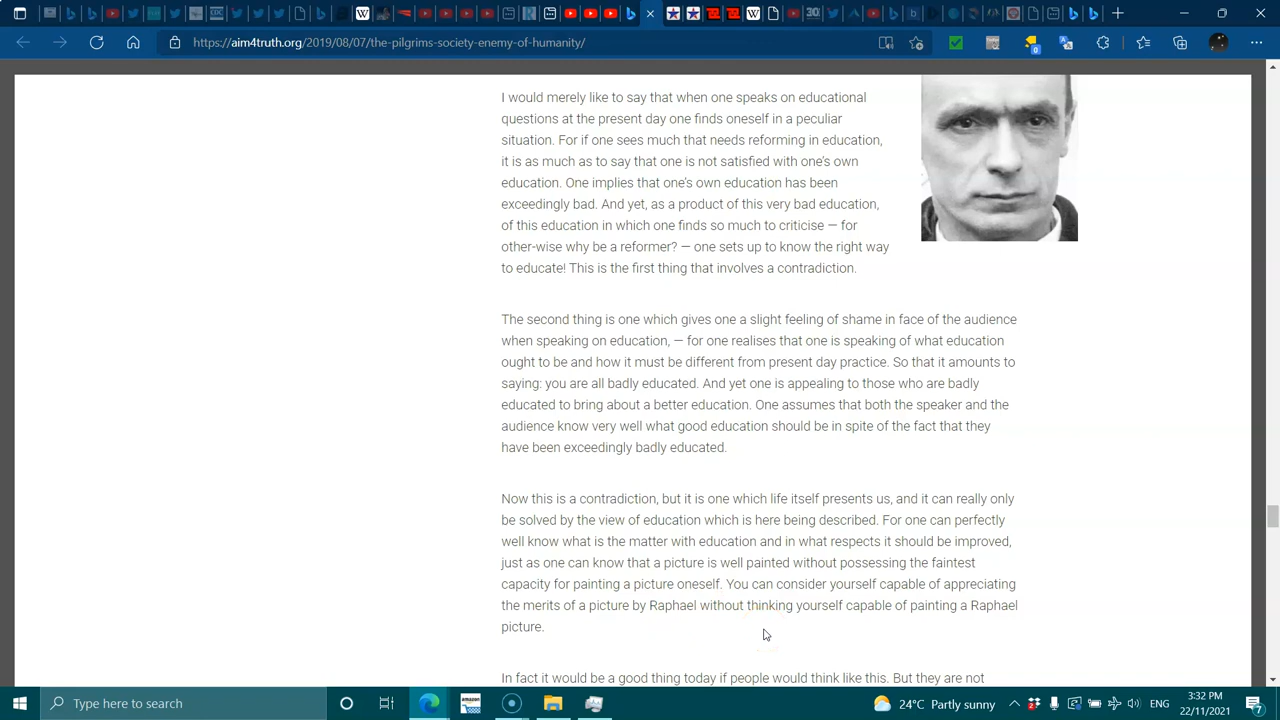 https://aim4truth.org/2019/08/07/the-pilgrims-society-enemy-of-humanity/
I would merely like to say that when one speaks on educational
questions at the present day one finds oneself in a peculiar
situation. For if one sees much that needs reforming in education,
it is as much as to say that one is not satisfied with one's own
education. One implies that one's own education has been
exceedingly bad. And yet, as a product of this very bad education,
of this education in which one finds so much to criticise — for
other-wise why be a reformer? — one sets up to know the right way
to educate! This is the first thing that involves a contradiction.
The second thing is one which gives one a slight feeling of shame in face of the audience
when speaking on education, — for one realises that one is speaking of what education
ought to be and how it must be different from present day practice. So that it amounts to
saying: you are all badly educated. And yet one is appealing to those who are badly
educated to bring about a better education. One assumes that both the speaker and the
audience know very well what good education should be in spite of the fact that they
have been exceedingly badly educated.
Now this is a contradiction, but it is one which life itself presents us, and it can really only
be solved by the view of education which is here being described. For one can perfectly
well know what is the matter with education and in what respects it should be improved,
just as one can know that a picture is well painted without possessing the faintest
capacity for painting a picture oneself. You can consider yourself capable of appreciating
the merits of a picture by Raphael without thinking yourself capable of painting a Raphael
picture.
In fact it would be a good thing today if people would think like this. But they are not
Type here to search
amazon
24°C Partly sunny
ENG
3:32 PM
22/11/2021